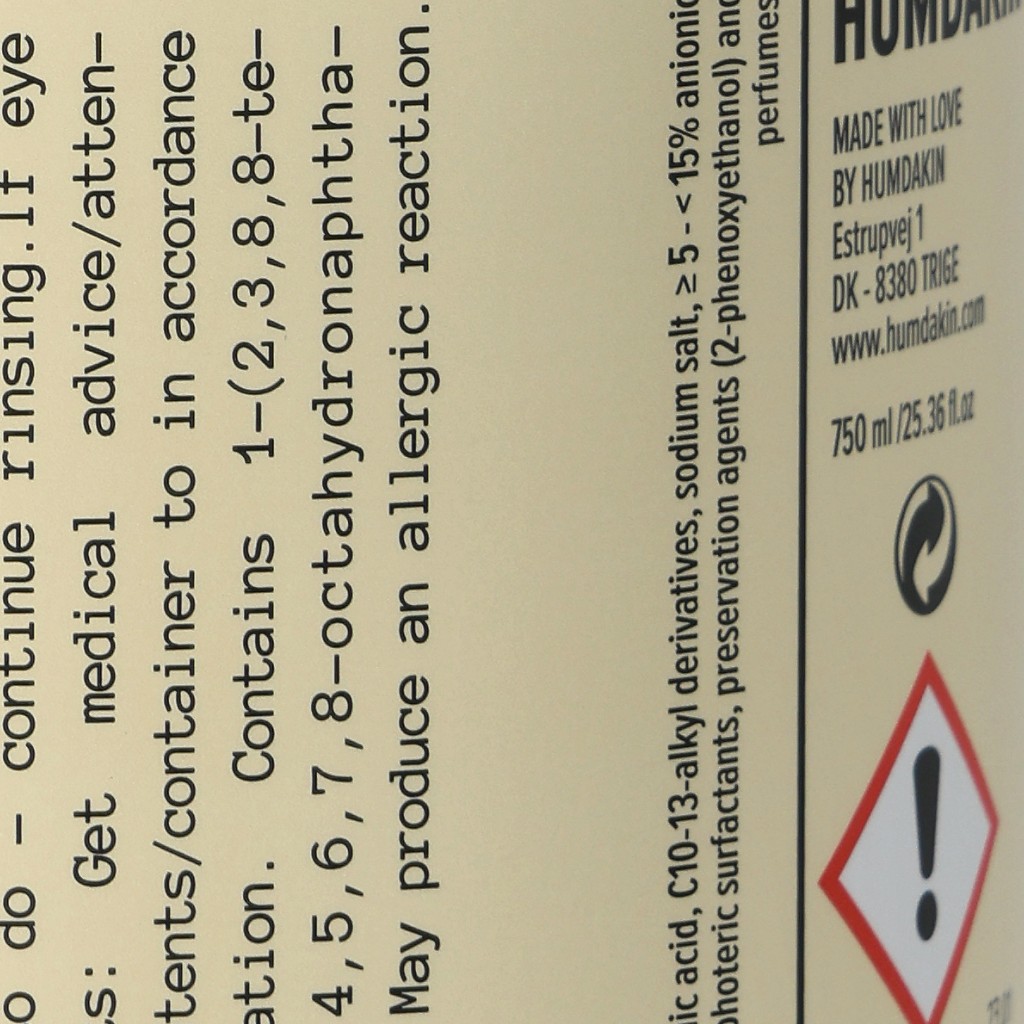 do - continue rinsing.If eye
Get medical advice/atten-
tents/container to in accordance
ation. Contains 1-(2,3,8,8-te-
4,5,6,7,8-octahydronaphtha-
May produce an allergic reaction.
acid, C10-13-alkyl derivatives, sodium salt, ≥ 5 - < 15% anionic
photeric surfactants, preservation agents (2-phenoxyethanol) and
perfumes
HUMDAKIN
MADE WITH LOVE
BY HUMDAKIN
Estrupvej 1
DK - 8380 TRIGE
www.humdakin.com
750 ml /25.36 fl.oz